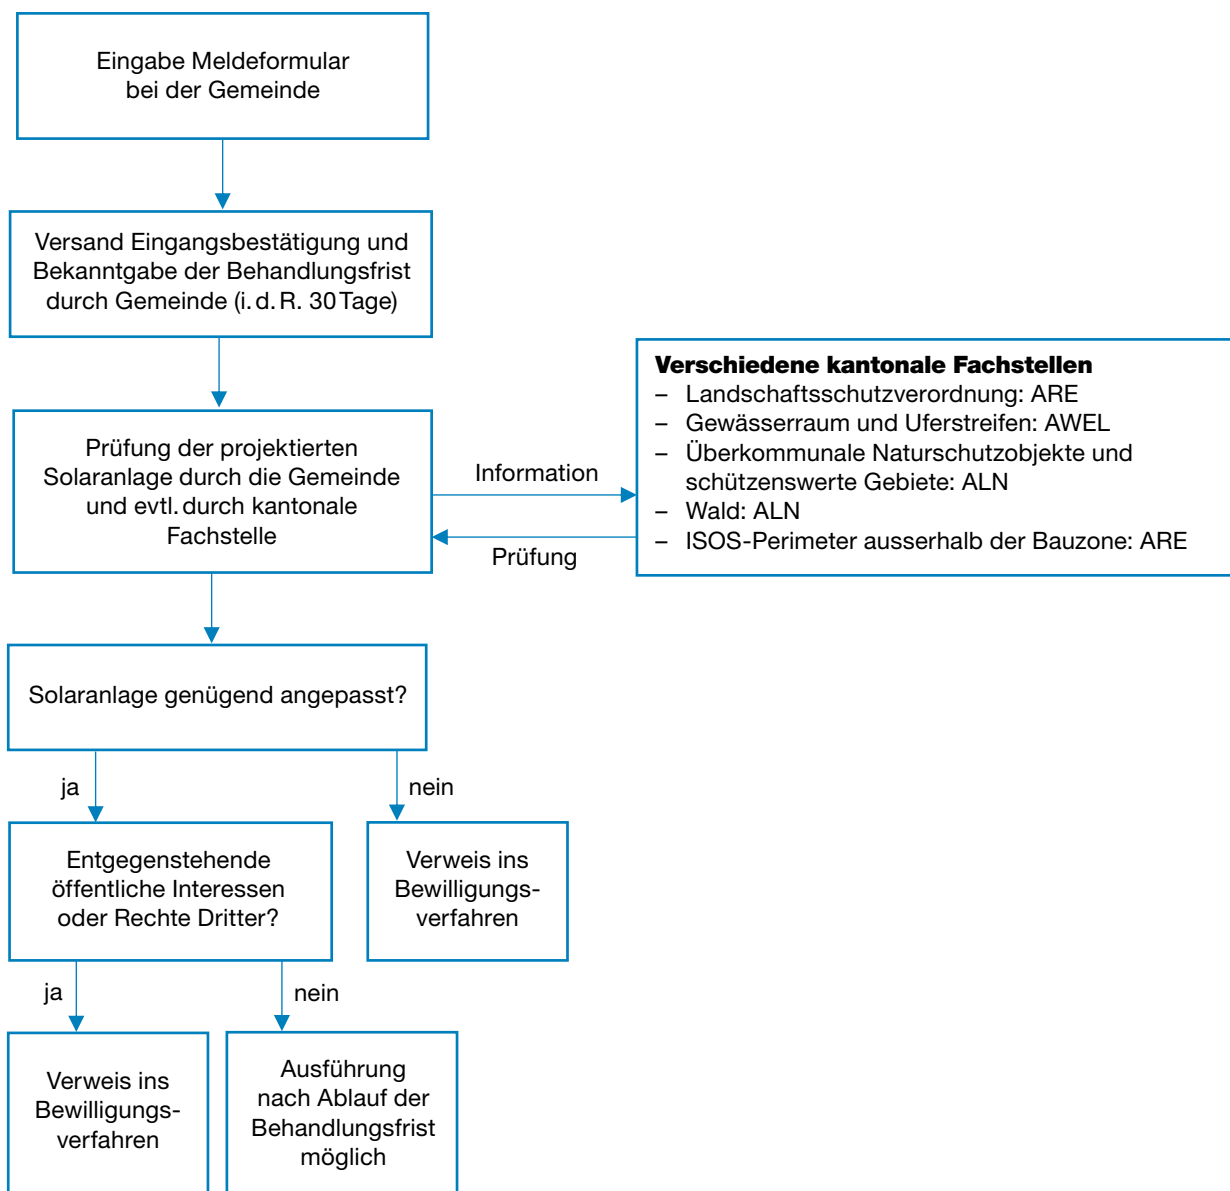 Eingabe Meldeformular
bei der Gemeinde
Versand Eingangsbestätigung und
Bekanntgabe der Behandlungsfrist
durch Gemeinde (i. d. R. 30 Tage)
Prüfung der projektierten
Solaranlage durch die Gemeinde
und evtl. durch kantonale
Fachstelle
Information
Prüfung
Verschiedene kantonale Fachstellen
– Landschaftsschutzverordnung: ARE
– Gewässerraum und Uferstreifen: AWEL
– Überkommunale Naturschutzobjekte und
schützenswerte Gebiete: ALN
– Wald: ALN
– ISOS-Perimeter ausserhalb der Bauzone: ARE
Solaranlage genügend angepasst?
ja
nein
Entgegenstehende
öffentliche Interessen
oder Rechte Dritter?
Verweis ins
Bewilligungs-
verfahren
ja
nein
Verweis ins
Bewilligungs-
verfahren
Ausführung
nach Ablauf der
Behandlungsfrist
möglich